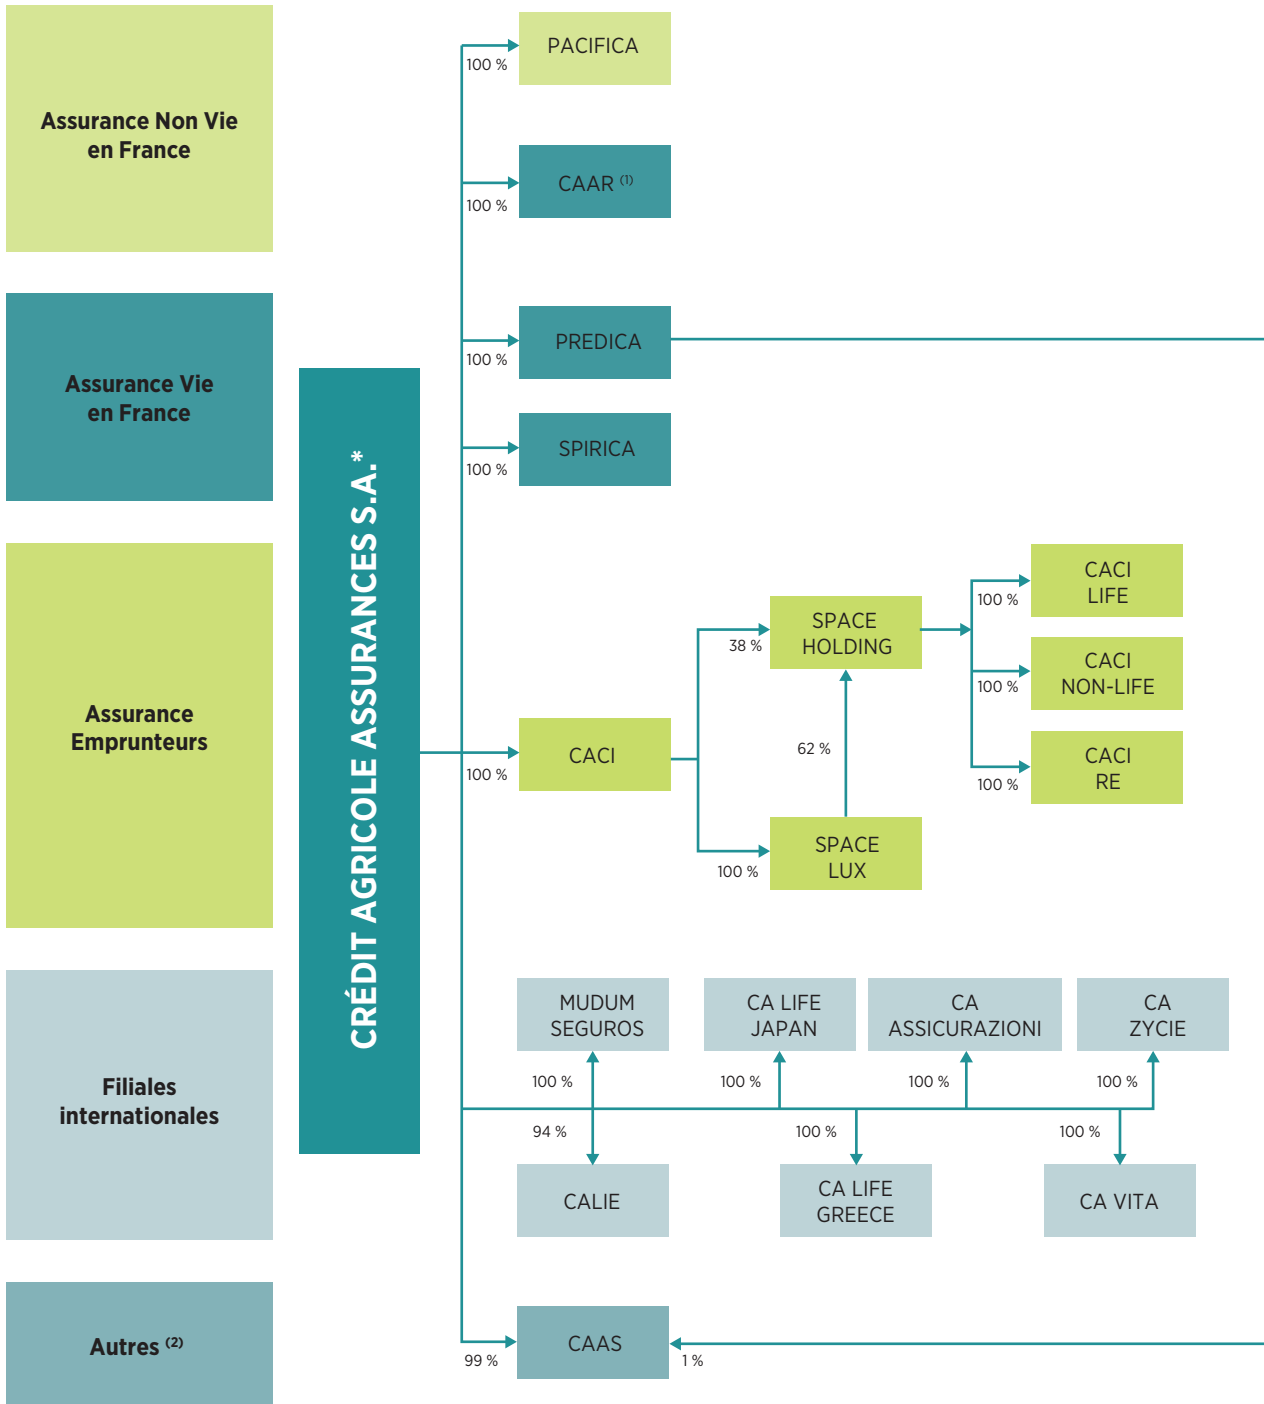 Assurance Non Vie
en France
Assurance Vie
en France
Assurance
Emprunteurs
Filiales
internationales
Autres (2)
CRÉDIT AGRICOLE ASSURANCES S.A.*
PACIFICA
100 %
CAAR (1)
100 %
PREDICA
100 %
SPIRICA
100 %
CACI
100 %
SPACE
HOLDING
38 %
62 %
SPACE
LUX
100 %
CACI
LIFE
100 %
CACI
NON-LIFE
100 %
CACI
RE
100 %
MUDUM
SEGUROS
CA LIFE
JAPAN
CA
ASSICURAZIONI
CA
ZYCIE
100 %
100 %
100 %
100 %
94 %
100 %
100 %
CALIE
CA LIFE
GREECE
CA VITA
CAAS
99 %
1 %